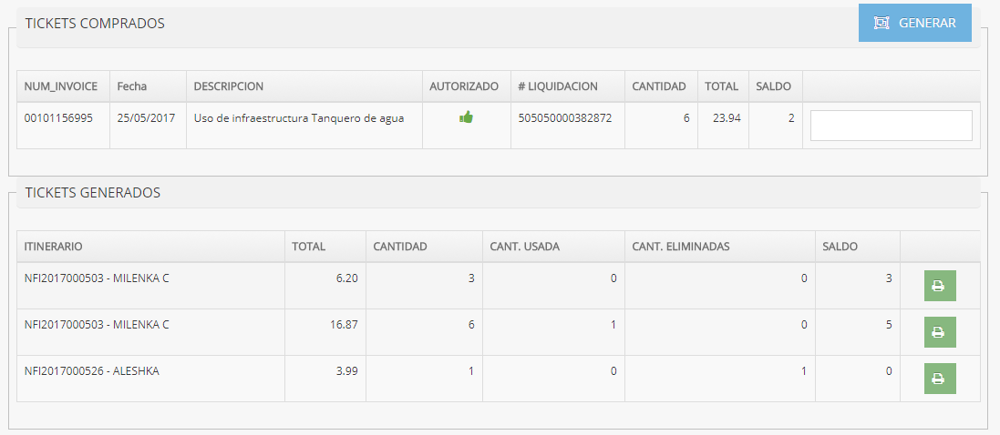 TICKETS COMPRADOS
GENERAR
NUM_INVOICE Fecha DESCRIPCION AUTORIZADO # LIQUIDACION CANTIDAD TOTAL SALDO
00101156995 25/05/2017 Uso de infraestructura Tanquero de agua 505050000382872 6 23.94 2
TICKETS GENERADOS
ITINERARIO TOTAL CANTIDAD CANT. USADA CANT. ELIMINADAS SALDO
NFI2017000503 - MILENKA C 6.20 3 0 0 3
NFI2017000503 - MILENKA C 16.87 6 1 0 5
NFI2017000526 - ALESHKA 3.99 1 0 1 0